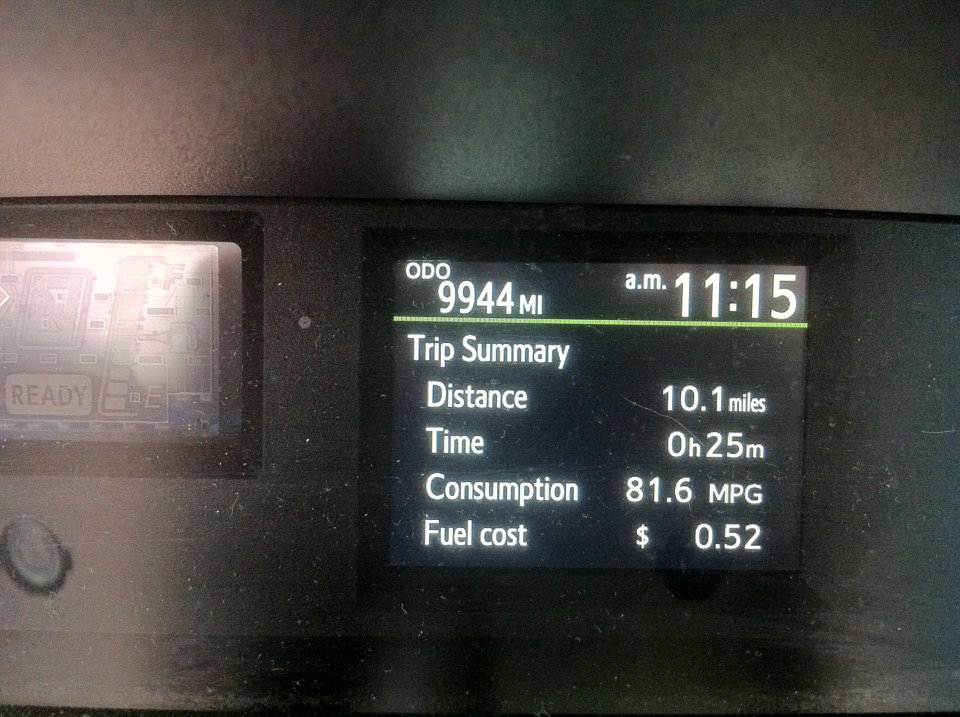 ODO
9944 MI
a.m. 11:15
Trip Summary
Distance 10.1 miles
Time 0h 25m
Consumption 81.6 MPG
Fuel cost $ 0.52
READY